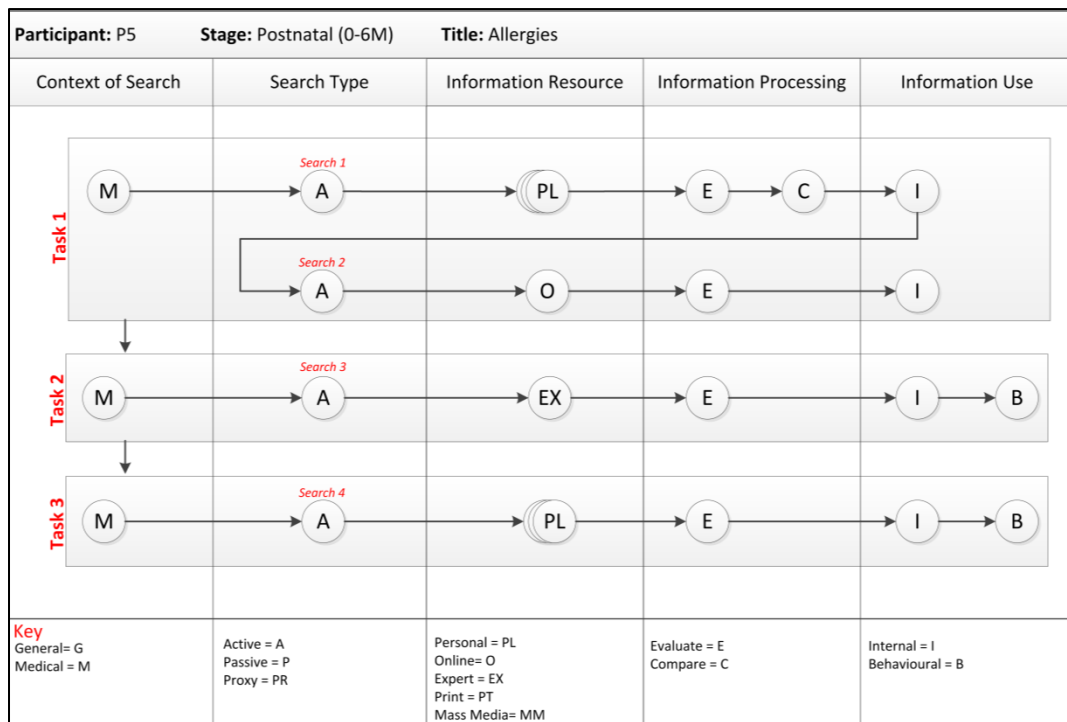 Participant: P5 Stage: Postnatal (0-6M) Title: Allergies
Context of Search Search Type Information Resource Information Processing Information Use
Task 1
Search 1
M A PL E C I
Search 2
A O E I
Task 2
Search 3
M A EX E I B
Task 3
Search 4
M A PL E I B
Key
General= G
Medical = M
Active = A
Passive = P
Proxy = PR
Personal = PL
Online= O
Expert = EX
Print = PT
Mass Media= MM
Evaluate = E
Compare = C
Internal = I
Behavioural = B